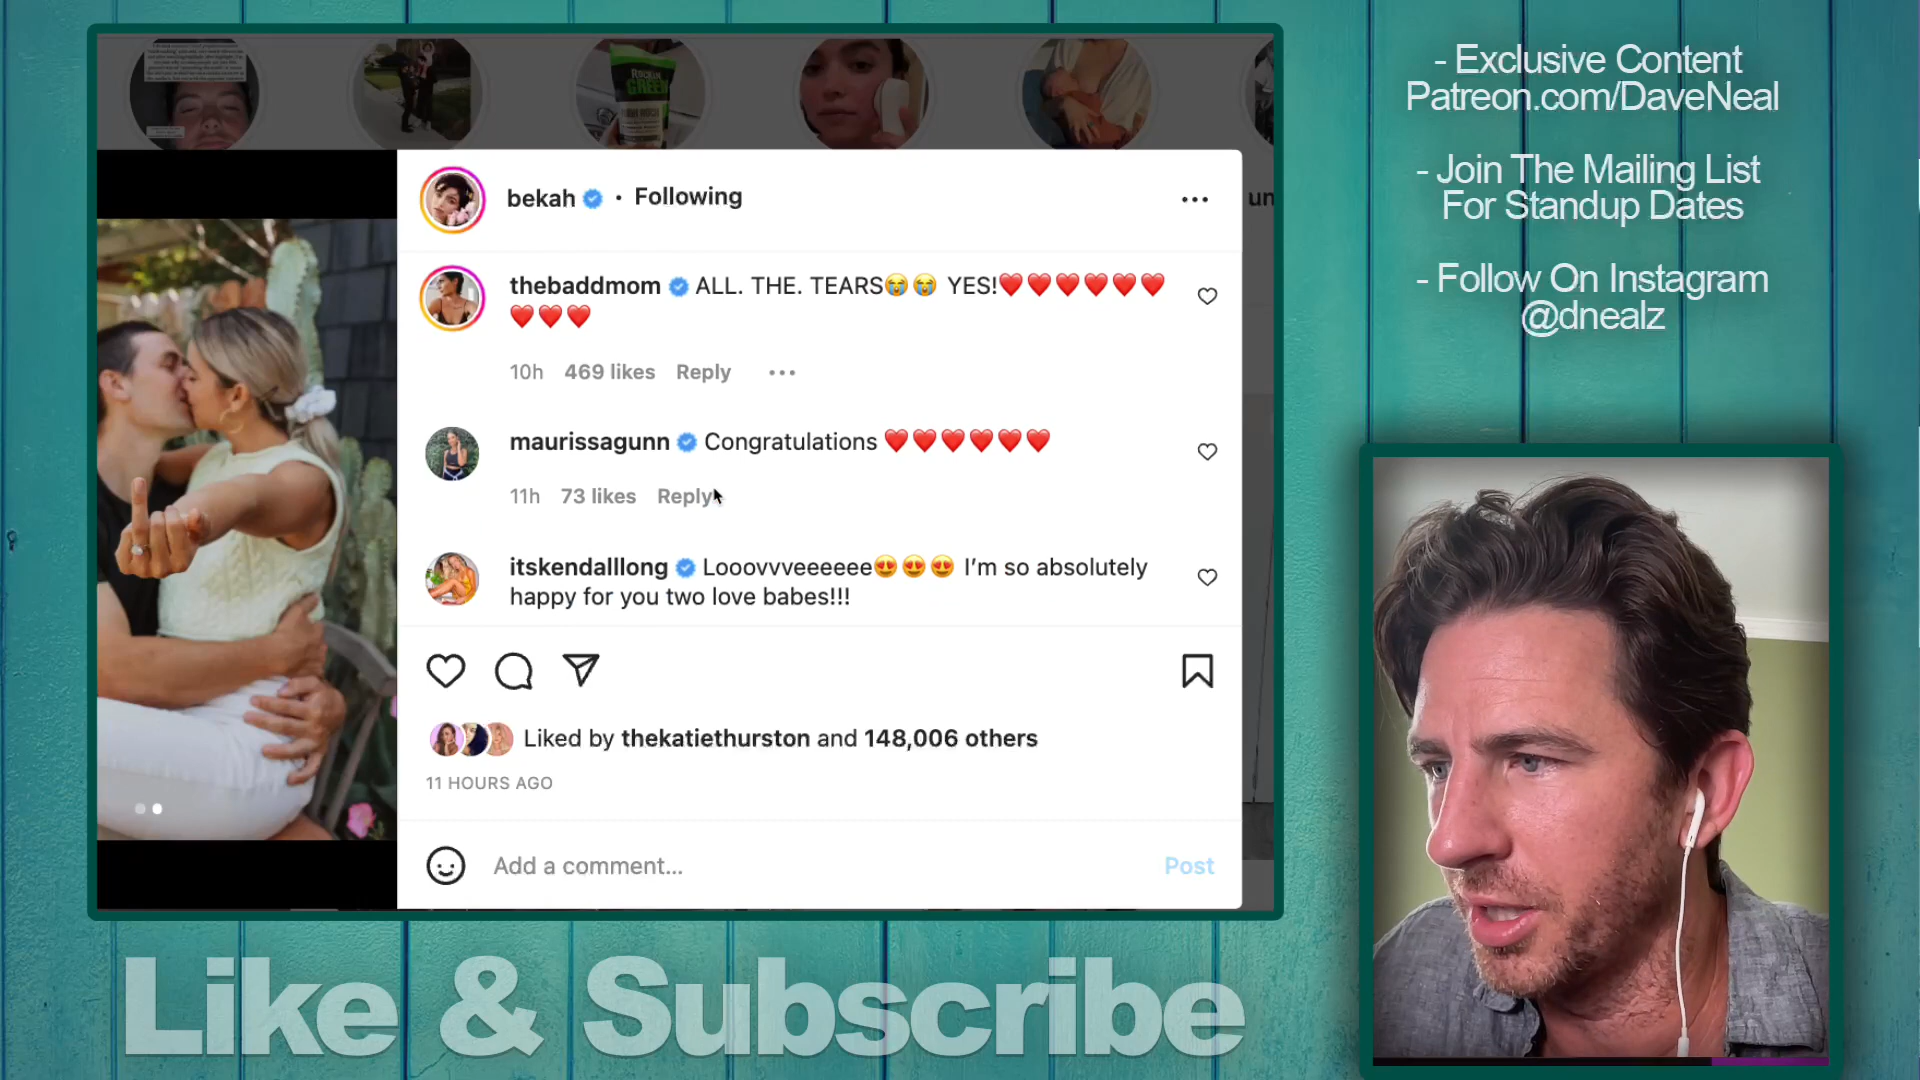 - Exclusive Content
Patreon.com/DaveNeal
- Join The Mailing List
For Standup Dates
- Follow On Instagram
@dnealz
GREEN
un
bekah • Following
thebaddmom ALL. THE. TEARS😭😭 YES!❤️❤️❤️❤️❤️❤️
❤️❤️❤️
10h 469 likes Reply
maurissagunn Congratulations ❤️❤️❤️❤️❤️❤️
11h 73 likes Reply
itskendalllong Looovvveeeeee😍😍😍 I’m so absolutely
happy for you two love babes!!!
Liked by thekatiethurston and 148,006 others
11 HOURS AGO
Add a comment... Post
Like & Subscribe